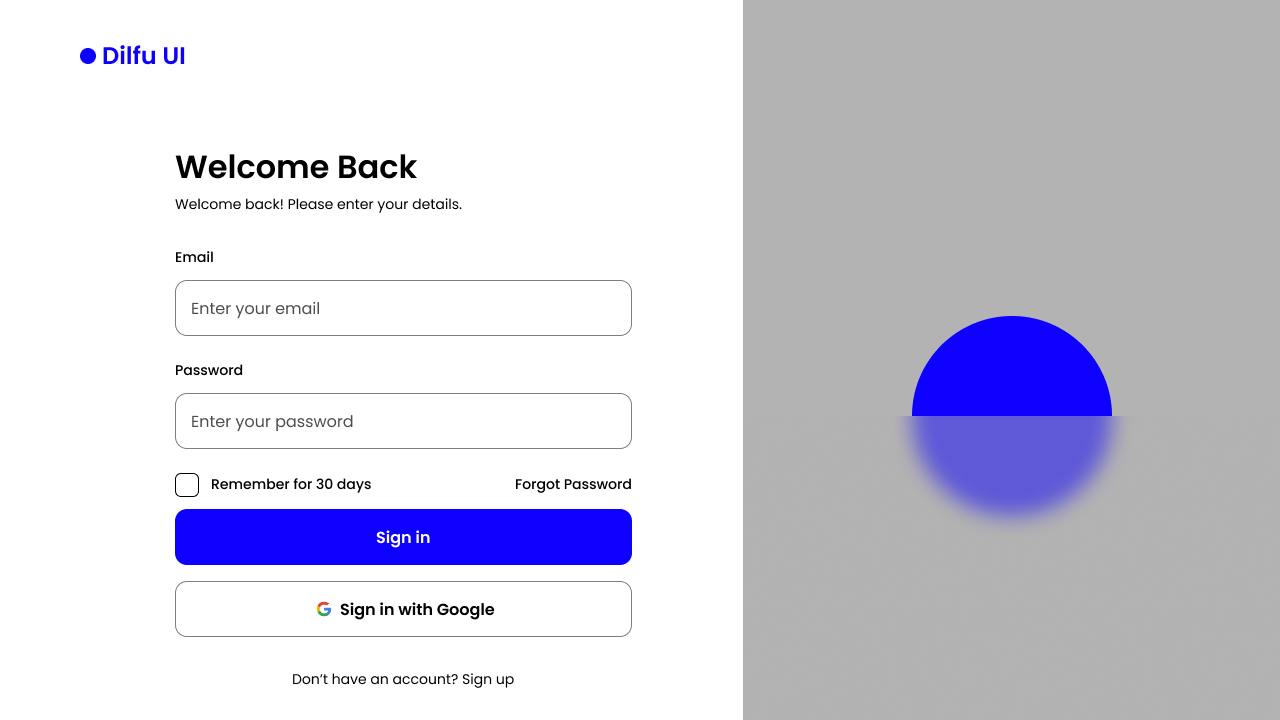 Dilfu UI
Welcome Back
Welcome back! Please enter your details.
Email
Enter your email
Password
Enter your password
Remember for 30 days
Forgot Password
Sign in
Sign in with Google
Don’t have an account? Sign up